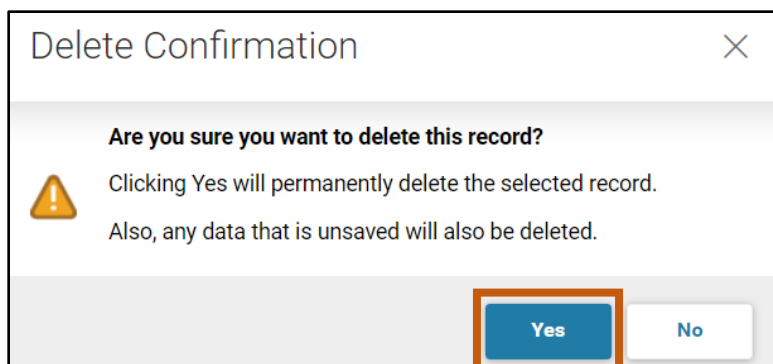 Delete Confirmation
Are you sure you want to delete this record?
Clicking Yes will permanently delete the selected record.
Also, any data that is unsaved will also be deleted.
Yes No